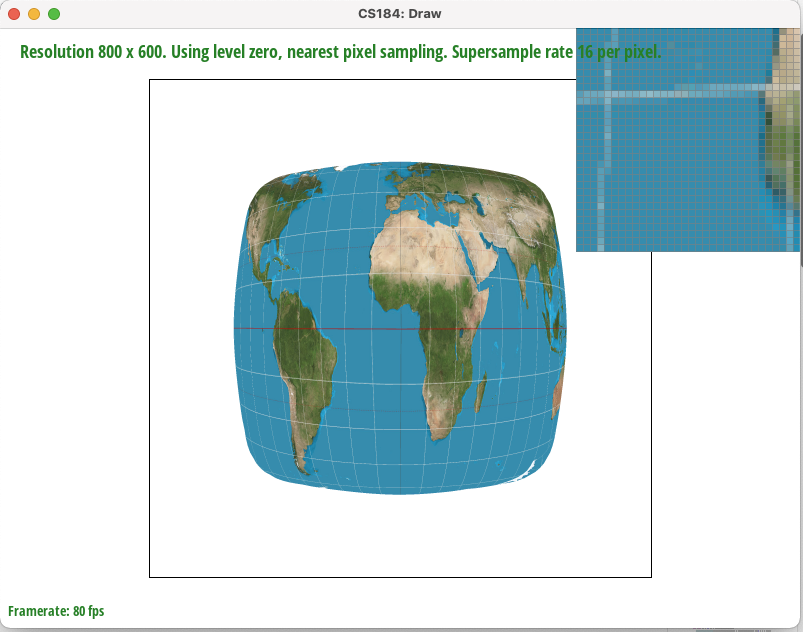 CS184: Draw
Resolution 800 x 600. Using level zero, nearest pixel sampling. Supersample rate 16 per pixel.
Framerate: 80 fps